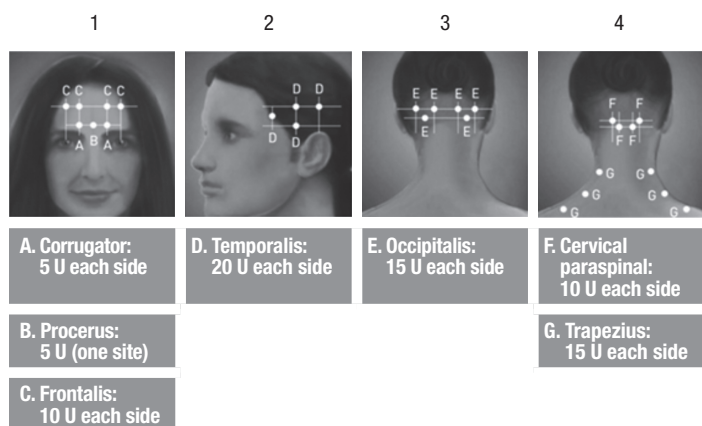 1 2 3 4
C C C C
A B A
D D
D D
E E E E
E E
F F
F F
G G
G G
G G
A. Corrugator:
5 U each side
B. Procerus:
5 U (one site)
C. Frontalis:
10 U each side
D. Temporalis:
20 U each side
E. Occipitalis:
15 U each side
F. Cervical
paraspinal:
10 U each side
G. Trapezius:
15 U each side